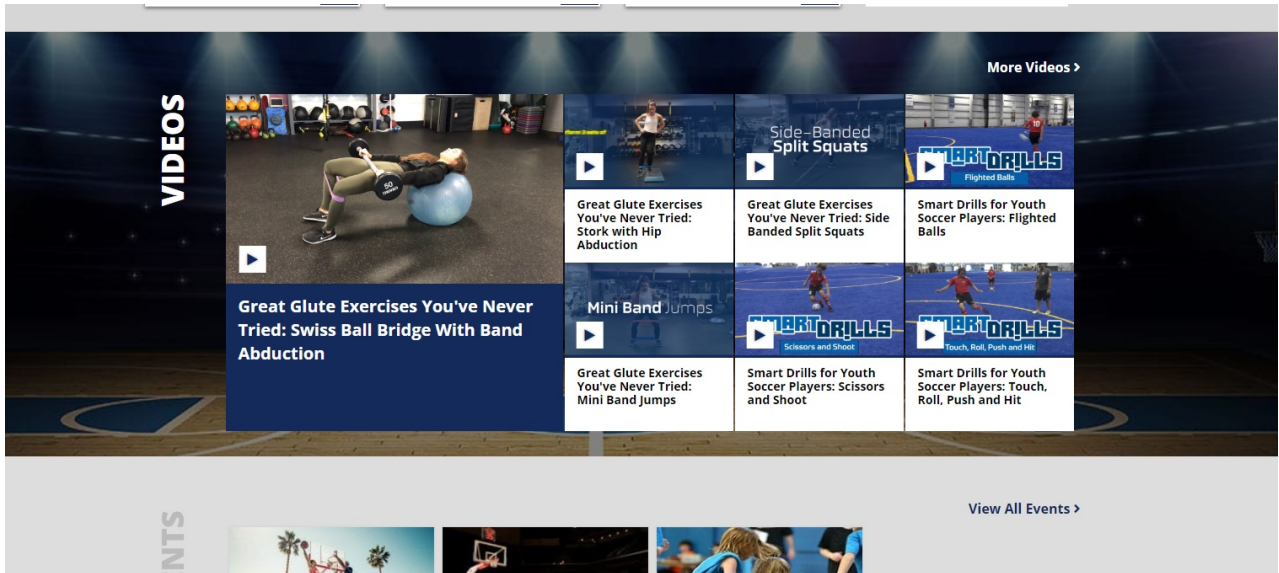 More Videos >
VIDEOS
50
Great Glute Exercises You've Never
Tried: Swiss Ball Bridge With Band
Abduction
Great Glute Exercises
You've Never Tried:
Stork with Hip
Abduction
Side-Banded
Split Squats
Great Glute Exercises
You've Never Tried: Side
Banded Split Squats
10
SMART DRILLS
Flighted Balls
Smart Drills for Youth
Soccer Players: Flighted
Balls
Mini Band Jumps
Great Glute Exercises
You've Never Tried:
Mini Band Jumps
SMART DRILLS
Scissors and Shoot
Smart Drills for Youth
Soccer Players: Scissors
and Shoot
SMART DRILLS
Touch, Roll, Push and Hit
Smart Drills for Youth
Soccer Players: Touch,
Roll, Push and Hit
View All Events >
NTS